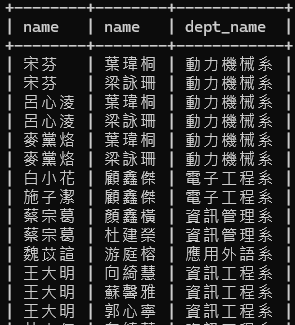 name name dept_name
宋芬 葉瑋桐 動力機械系
宋芬 梁詠珊 動力機械系
呂心淩 葉瑋桐 動力機械系
呂心淩 梁詠珊 動力機械系
麥黨烙 葉瑋桐 動力機械系
麥黨烙 梁詠珊 動力機械系
白小花 顧鑫傑 電子工程系
施子潔 顧鑫傑 電子工程系
蔡宗葛 顏鑫橫 資訊管理系
蔡宗葛 杜建榮 資訊管理系
魏苡諠 游庭榕 應用外語系
王大明 向綺慧 資訊工程系
王大明 蘇馨雅 資訊工程系
王大明 郭心寧 資訊工程系